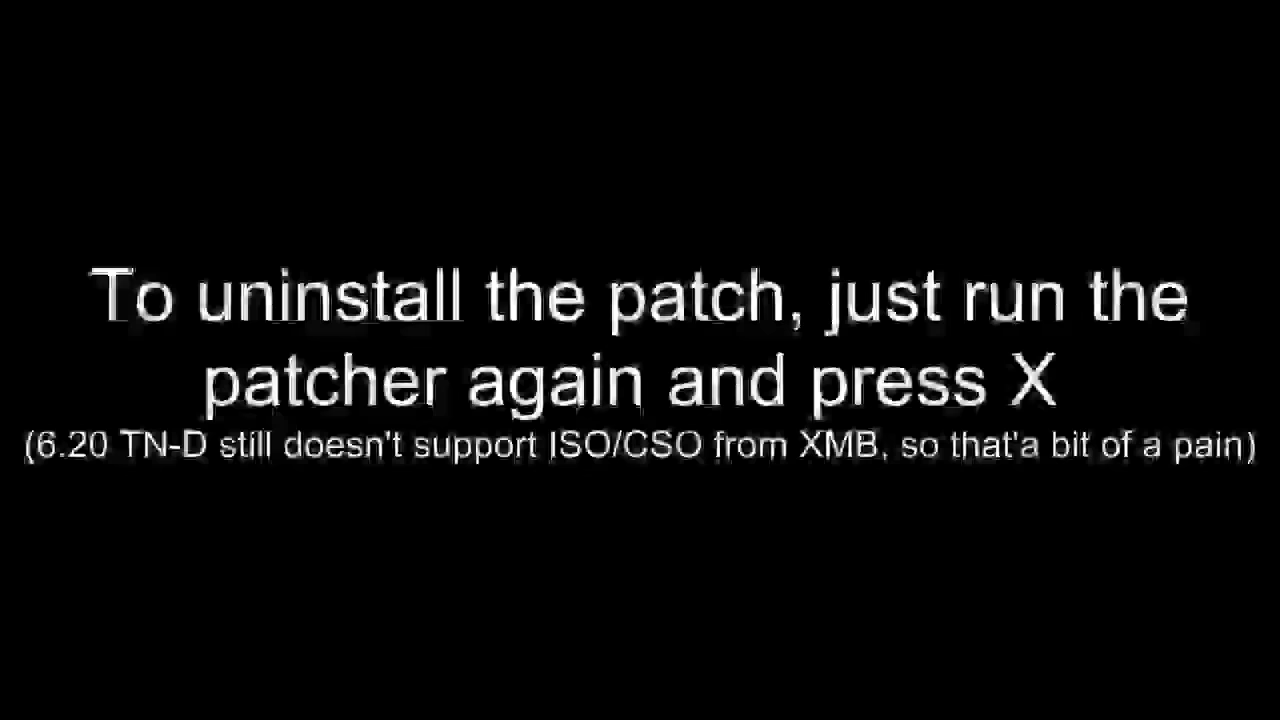 To uninstall the patch, just run the
patcher again and press X
(6.20 TN-D still doesn't support ISO/CSO from XMB, so that'a bit of a pain)